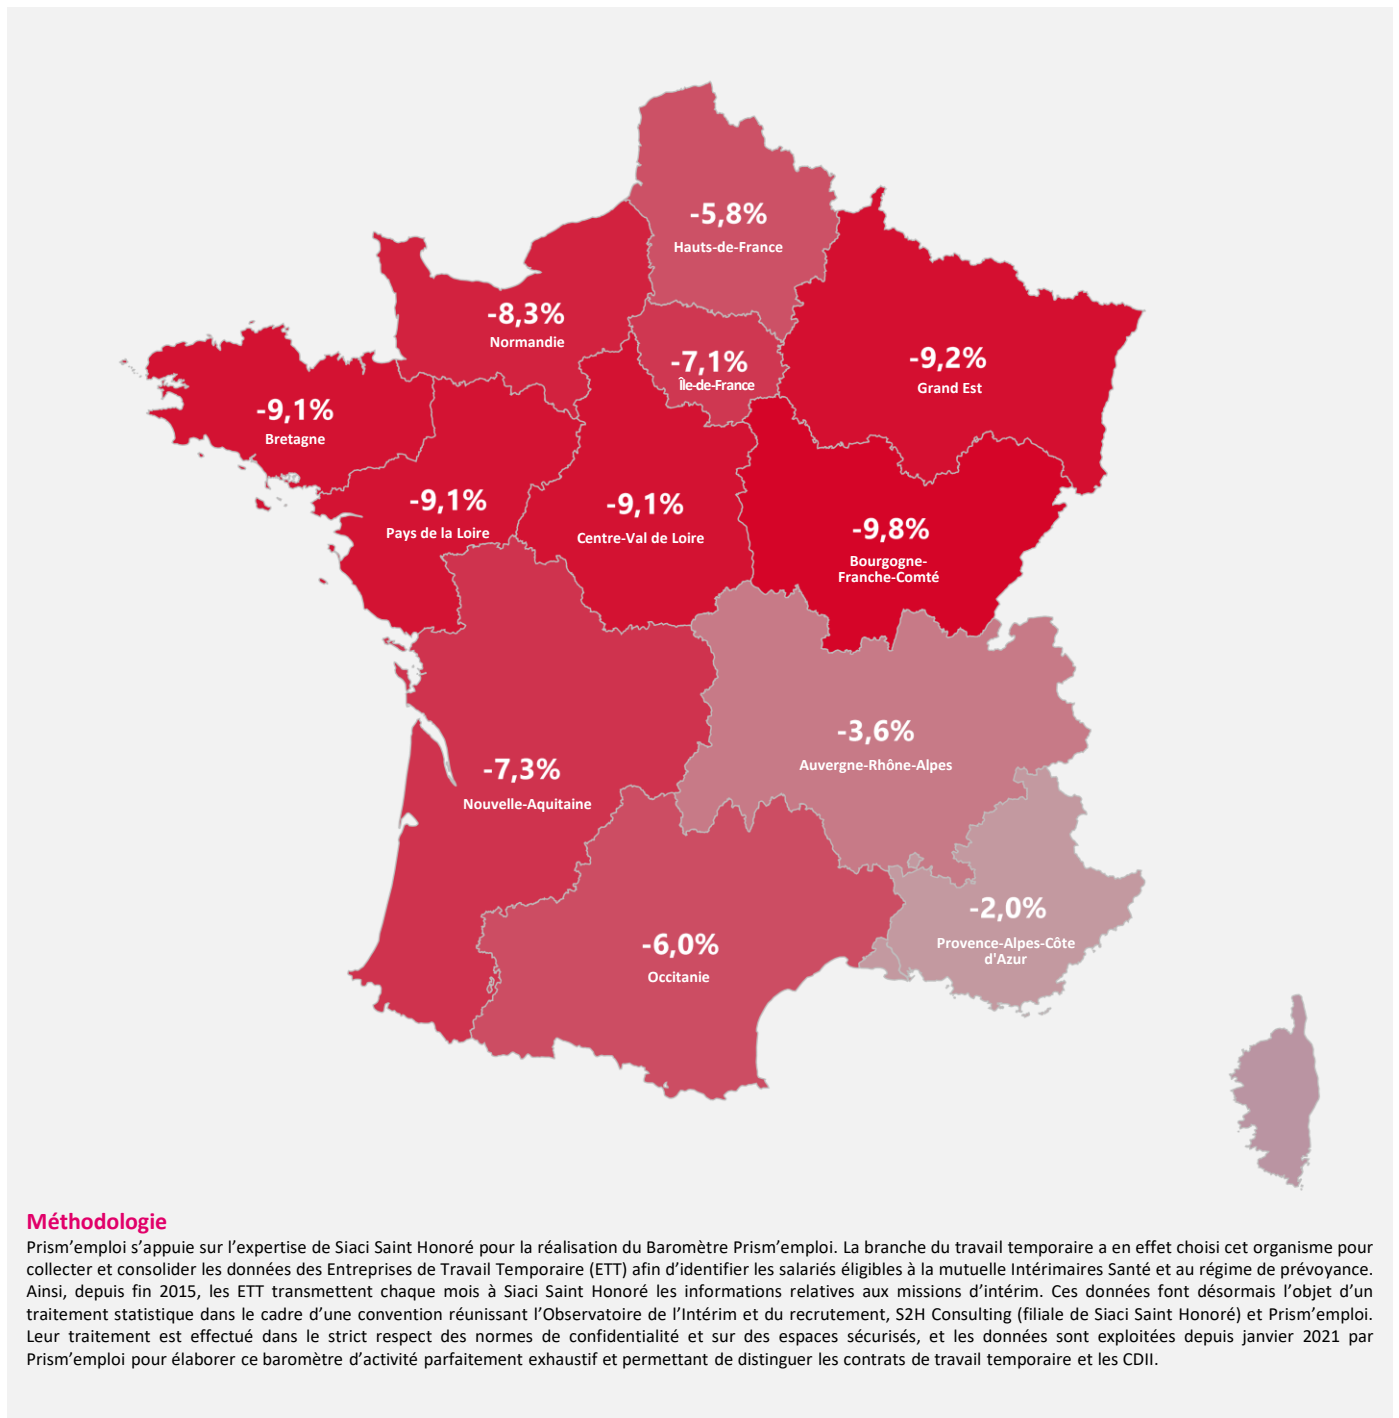 -5,8%
Hauts-de-France
-8,3%
Normandie
-7,1%
Île-de-France
-9,2%
Grand Est
-9,1%
Bretagne
-9,1%
Pays de la Loire
-9,1%
Centre-Val de Loire
-9,8%
Bourgogne-
Franche-Comté
-3,6%
Auvergne-Rhône-Alpes
-7,3%
Nouvelle-Aquitaine
-2,0%
Provence-Alpes-Côte
d'Azur
-6,0%
Occitanie
Méthodologie
Prism’emploi s’appuie sur l’expertise de Siaci Saint Honoré pour la réalisation du Baromètre Prism’emploi. La branche du travail temporaire a en effet choisi cet organisme pour
collecter et consolider les données des Entreprises de Travail Temporaire (ETT) afin d’identifier les salariés éligibles à la mutuelle Intérimaires Santé et au régime de prévoyance.
Ainsi, depuis fin 2015, les ETT transmettent chaque mois à Siaci Saint Honoré les informations relatives aux missions d’intérim. Ces données font désormais l’objet d’un
traitement statistique dans le cadre d’une convention réunissant l’Observatoire de l’Intérim et du recrutement, S2H Consulting (filiale de Siaci Saint Honoré) et Prism’emploi.
Leur traitement est effectué dans le strict respect des normes de confidentialité et sur des espaces sécurisés, et les données sont exploitées depuis janvier 2021 par
Prism’emploi pour élaborer ce baromètre d’activité parfaitement exhaustif et permettant de distinguer les contrats de travail temporaire et les CDII.